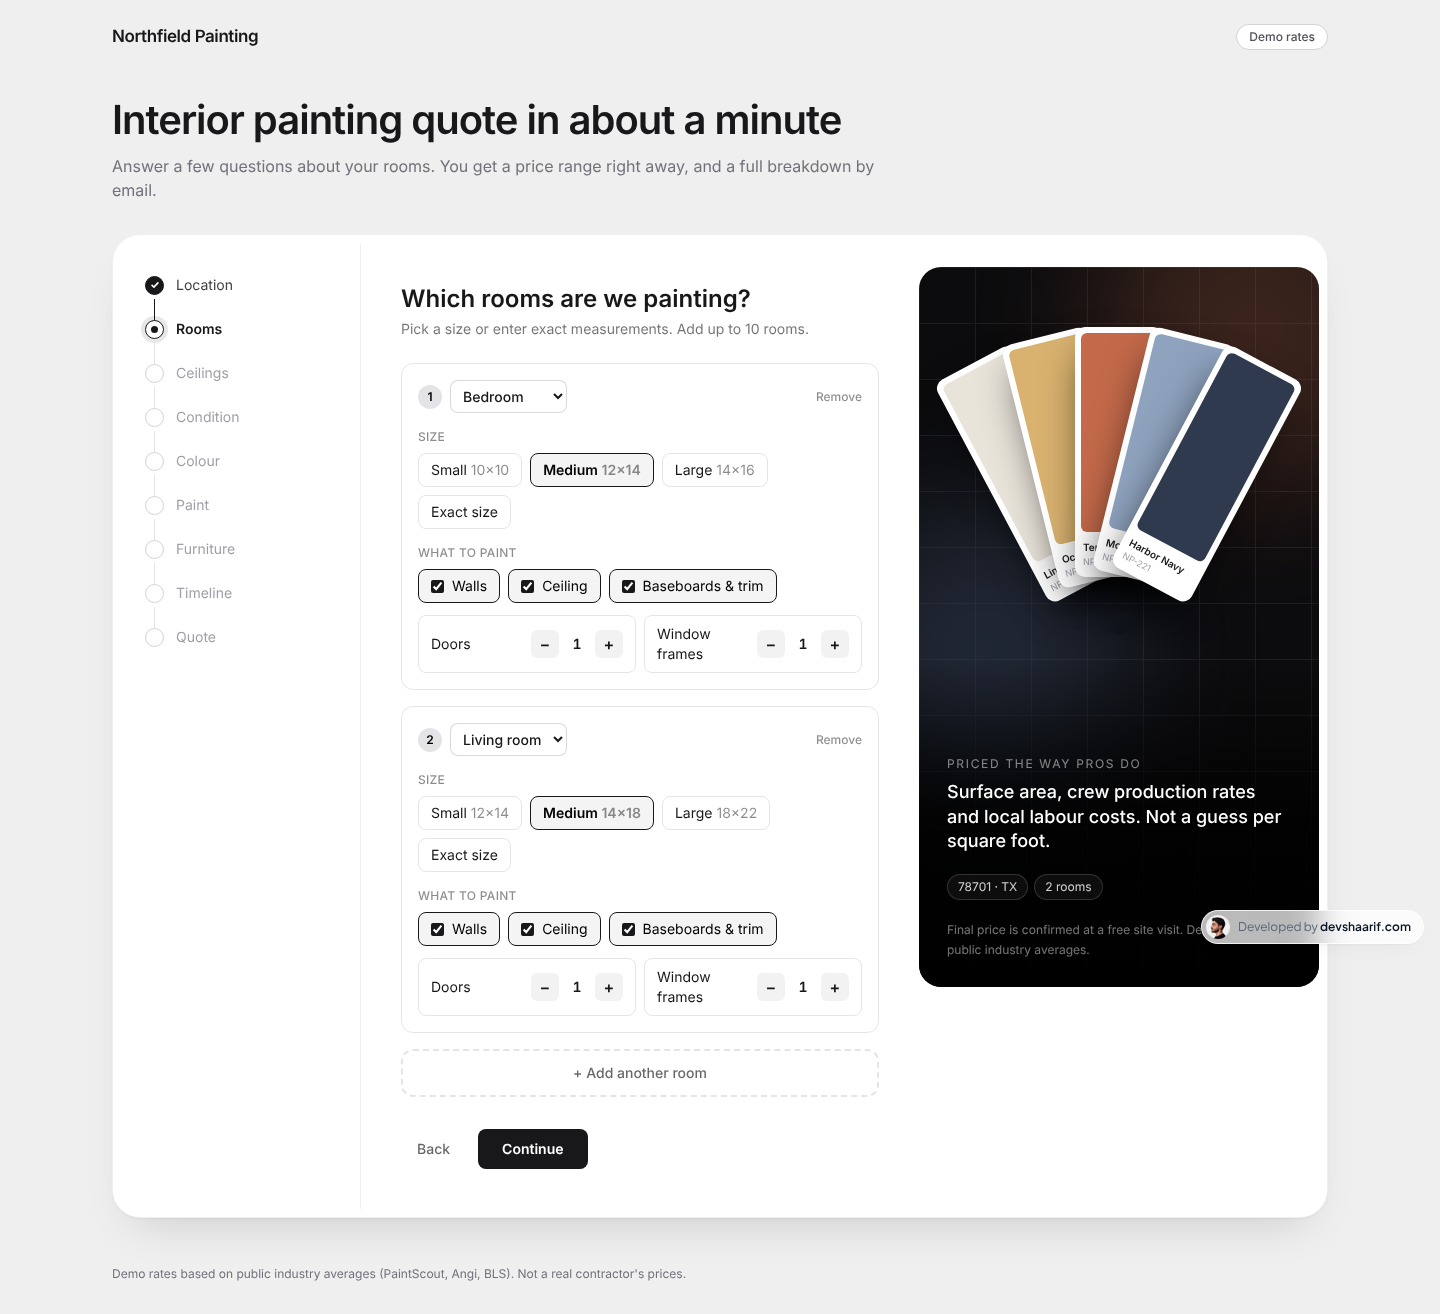 Northfield Painting
Demo rates
Interior painting quote in about a minute
Answer a few questions about your rooms. You get a price range right away, and a full breakdown by
email.
Location
Rooms
Ceilings
Condition
Colour
Paint
Furniture
Timeline
Quote
Which rooms are we painting?
Pick a size or enter exact measurements. Add up to 10 rooms.
1 Bedroom Remove
SIZE
Small 10×10 Medium 12×14 Large 14×16
Exact size
WHAT TO PAINT
Walls Ceiling Baseboards & trim
Doors − 1 +
Window
frames − 1 +
2 Living room Remove
SIZE
Small 12×14 Medium 14×18 Large 18×22
Exact size
WHAT TO PAINT
Walls Ceiling Baseboards & trim
Doors − 1 +
Window
frames − 1 +
+ Add another room
Back Continue
Harbor Navy
NP-221
PRICED THE WAY PROS DO
Surface area, crew production rates
and local labour costs. Not a guess per
square foot.
78701 · TX 2 rooms
Final price is confirmed at a free site visit.
public industry averages.
Developed by devshaarif.com
Demo rates based on public industry averages (PaintScout, Angi, BLS). Not a real contractor's prices.